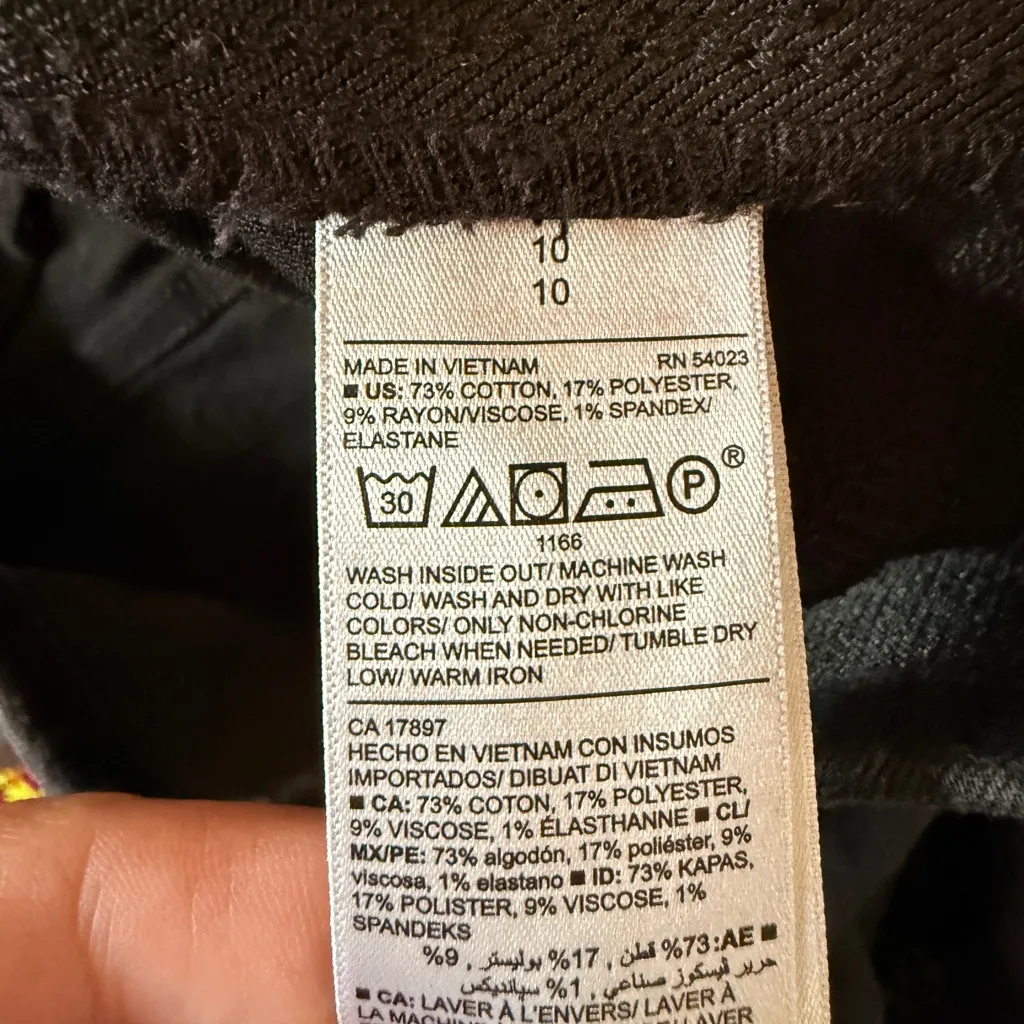 10
10
MADE IN VIETNAM RN 54023
■ US: 73% COTTON, 17% POLYESTER,
9% RAYON/VISCOSE, 1% SPANDEX/
ELASTANE
30 P ®
1166
WASH INSIDE OUT/ MACHINE WASH
COLD/ WASH AND DRY WITH LIKE
COLORS/ ONLY NON-CHLORINE
BLEACH WHEN NEEDED/ TUMBLE DRY
LOW/ WARM IRON
CA 17897
HECHO EN VIETNAM CON INSUMOS
IMPORTADOS/ DIBUAT DI VIETNAM
■ CA: 73% COTON, 17% POLYESTER,
9% VISCOSE, 1% ÉLASTHANNE ■ CL/
MX/PE: 73% algodón, 17% poliéster, 9%
viscosa, 1% elastano ■ ID: 73% KAPAS,
17% POLISTER, 9% VISCOSE, 1%
SPANDEKS
■ AE: 73% قطن , 17% بوليستر , 9%
حرير فيسكوز صناعي , 1% سپانديكس
■ CA: LAVER À L'ENVERS/ LAVER À
LA MACHINE LAVER